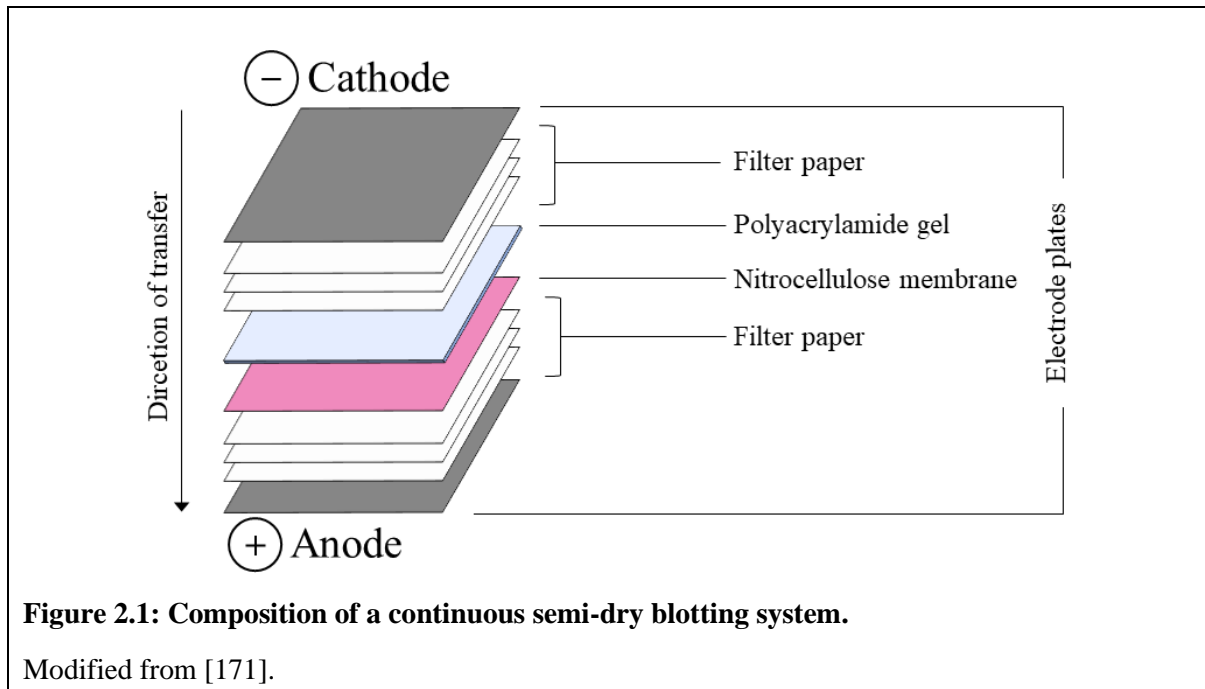 − Cathode
Filter paper
Polyacrylamide gel
Nitrocellulose membrane
Filter paper
Electrode plates
Dircetion of transfer
+ Anode
Figure 2.1: Composition of a continuous semi-dry blotting system.
Modified from [171].